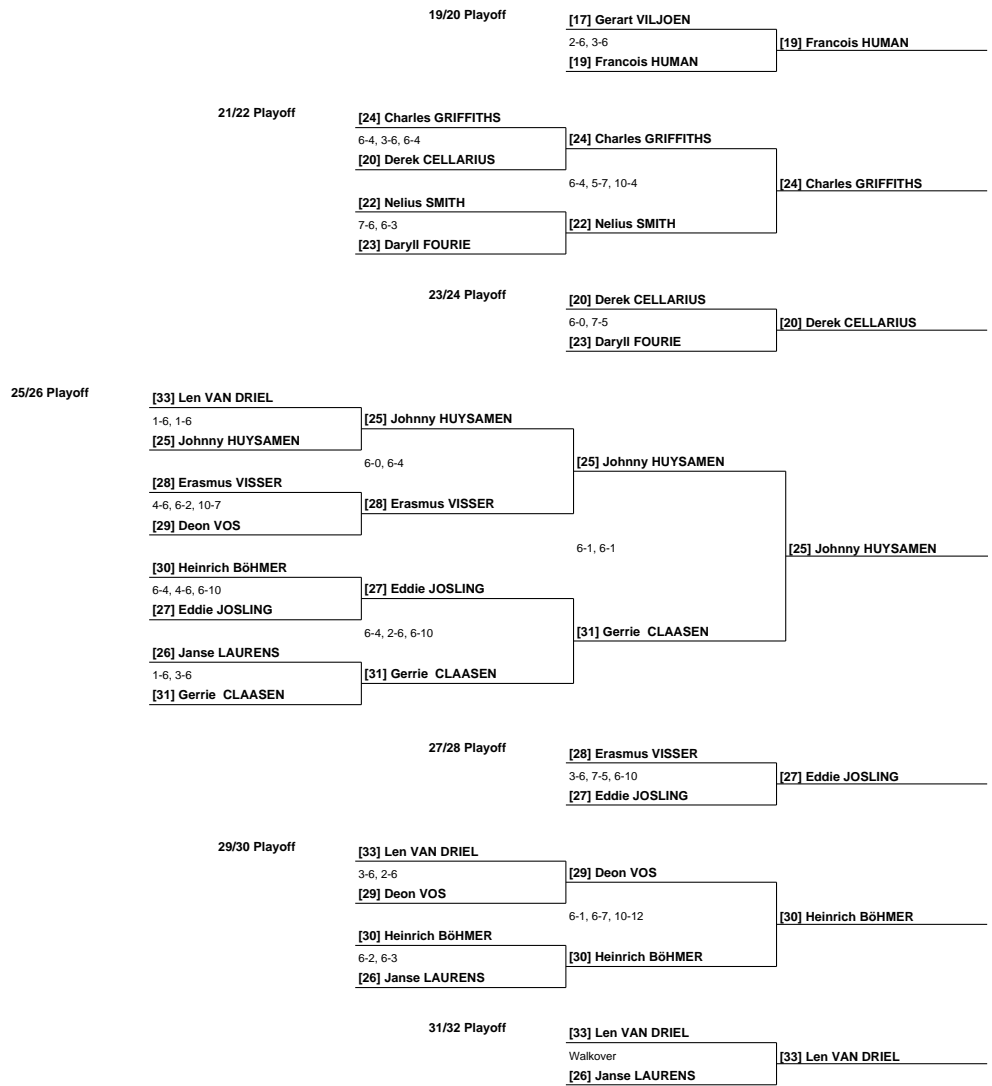 19/20 Playoff
[17] Gerart VILJOEN
2-6, 3-6
[19] Francois HUMAN
[19] Francois HUMAN
21/22 Playoff
[24] Charles GRIFFITHS
6-4, 3-6, 6-4
[24] Charles GRIFFITHS
[20] Derek CELLARIUS
6-4, 5-7, 10-4
[24] Charles GRIFFITHS
[22] Nelius SMITH
7-6, 6-3
[22] Nelius SMITH
[23] Daryll FOURIE
23/24 Playoff
[20] Derek CELLARIUS
6-0, 7-5
[20] Derek CELLARIUS
[23] Daryll FOURIE
25/26 Playoff
[33] Len VAN DRIEL
1-6, 1-6
[25] Johnny HUYSAMEN
[25] Johnny HUYSAMEN
6-0, 6-4
[25] Johnny HUYSAMEN
[28] Erasmus VISSER
4-6, 6-2, 10-7
[28] Erasmus VISSER
[29] Deon VOS
6-1, 6-1
[25] Johnny HUYSAMEN
[30] Heinrich BöHMER
6-4, 4-6, 6-10
[27] Eddie JOSLING
[27] Eddie JOSLING
6-4, 2-6, 6-10
[31] Gerrie  CLAASEN
[26] Janse LAURENS
1-6, 3-6
[31] Gerrie  CLAASEN
[31] Gerrie  CLAASEN
27/28 Playoff
[28] Erasmus VISSER
3-6, 7-5, 6-10
[27] Eddie JOSLING
[27] Eddie JOSLING
29/30 Playoff
[33] Len VAN DRIEL
3-6, 2-6
[29] Deon VOS
[29] Deon VOS
6-1, 6-7, 10-12
[30] Heinrich BöHMER
[30] Heinrich BöHMER
6-2, 6-3
[30] Heinrich BöHMER
[26] Janse LAURENS
31/32 Playoff
[33] Len VAN DRIEL
Walkover
[33] Len VAN DRIEL
[26] Janse LAURENS